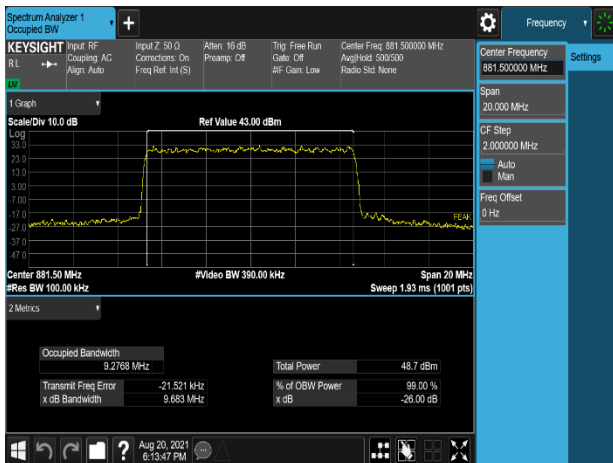 Spectrum Analyzer 1
Occupied BW
+
Frequency
KEYSIGHT
R L
Input: RF
Coupling: AC
Align: Auto
Input Z: 50 Ω
Corrections: On
Freq Ref: Int (S)
Atten: 16 dB
Preamp: Off
Trig: Free Run
Gate: Off
#IF Gain: Low
Center Freq: 881.500000 MHz
Avg|Hold: 500/500
Radio Std: None
Center Frequency
881.500000 MHz
Settings
Span
20.000 MHz
CF Step
2.000000 MHz
Auto
Man
Freq Offset
0 Hz
1 Graph
Scale/Div 10.0 dB
Ref Value 43.00 dBm
Log
33.0
23.0
13.0
3.00
-7.00
-17.0
-27.0
-37.0
-47.0
PEAK
Center 881.50 MHz
#Video BW 390.00 kHz
Span 20 MHz
#Res BW 100.00 kHz
Sweep 1.93 ms (1001 pts)
2 Metrics
Occupied Bandwidth
9.2768 MHz
Total Power
48.7 dBm
Transmit Freq Error
-21.521 kHz
% of OBW Power
99.00 %
x dB Bandwidth
9.683 MHz
x dB
-26.00 dB
?
Aug 20, 2021
6:13:47 PM